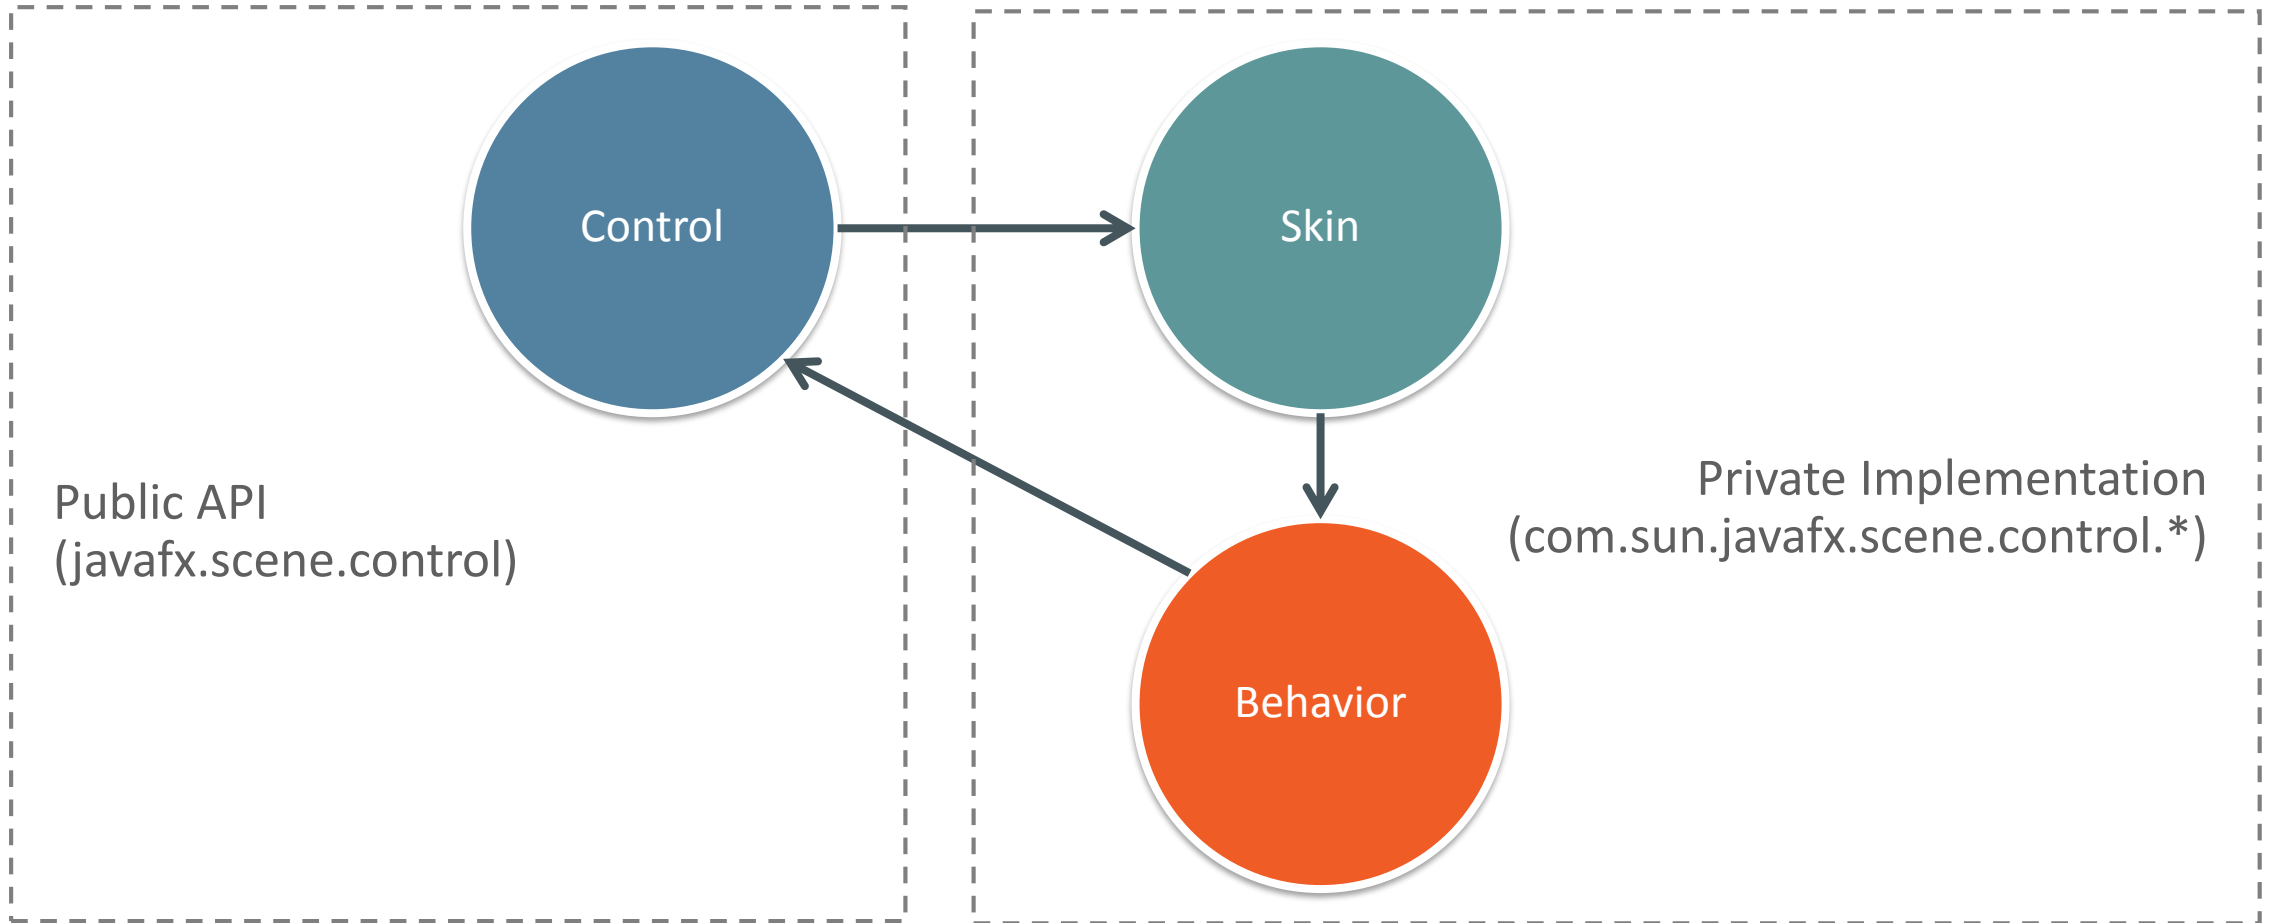 Control
Skin
Public API
(javafx.scene.control)
Private Implementation
(com.sun.javafx.scene.control.*)
Behavior